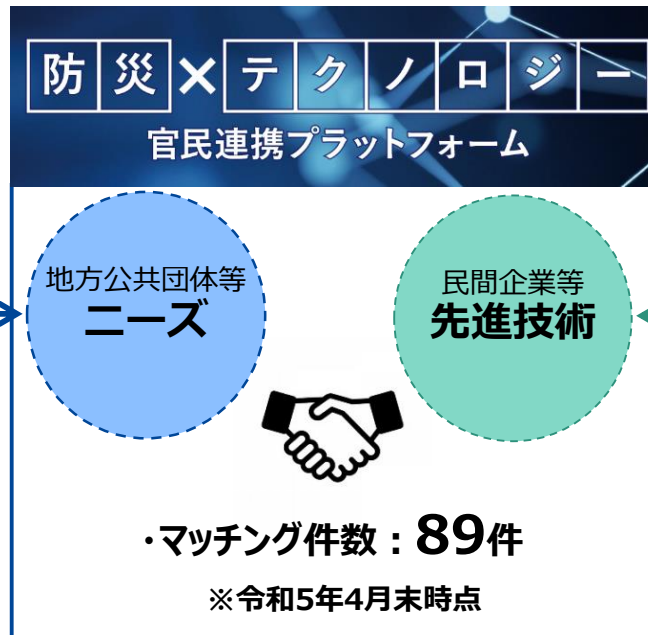 防災×テクノロジー
官民連携プラットフォーム
地方公共団体等
ニーズ
民間企業等
先進技術
・マッチング件数：89件
※令和5年4月末時点